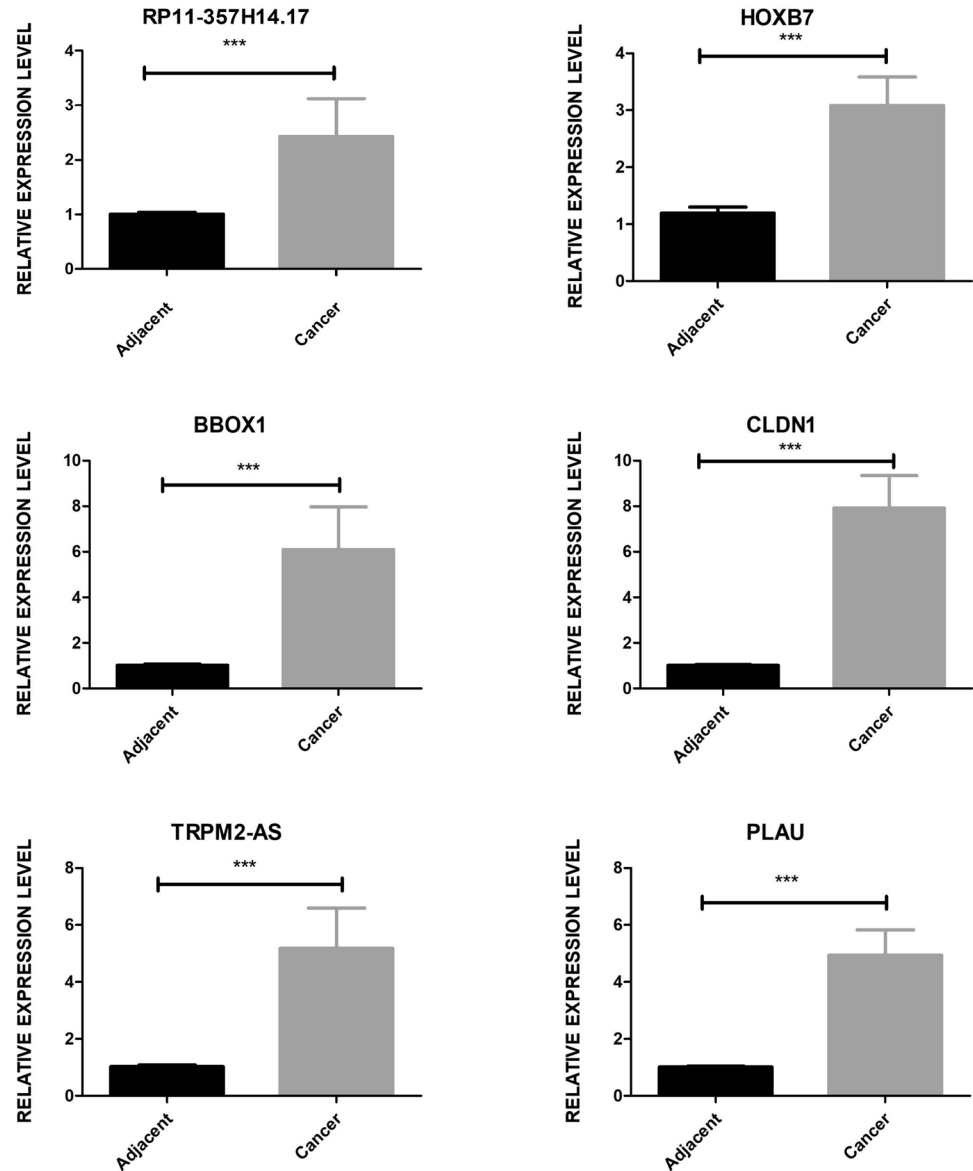 RP11-357H14.17
***
RELATIVE EXPRESSION LEVEL
4
3
2
1
0
Adjacent
Cancer
HOXB7
***
RELATIVE EXPRESSION LEVEL
4
3
2
1
0
Adjacent
Cancer
BBOX1
***
RELATIVE EXPRESSION LEVEL
10
8
6
4
2
0
Adjacent
Cancer
CLDN1
***
RELATIVE EXPRESSION LEVEL
10
8
6
4
2
0
Adjacent
Cancer
TRPM2-AS
***
RELATIVE EXPRESSION LEVEL
8
6
4
2
0
Adjacent
Cancer
PLAU
***
RELATIVE EXPRESSION LEVEL
8
6
4
2
0
Adjacent
Cancer